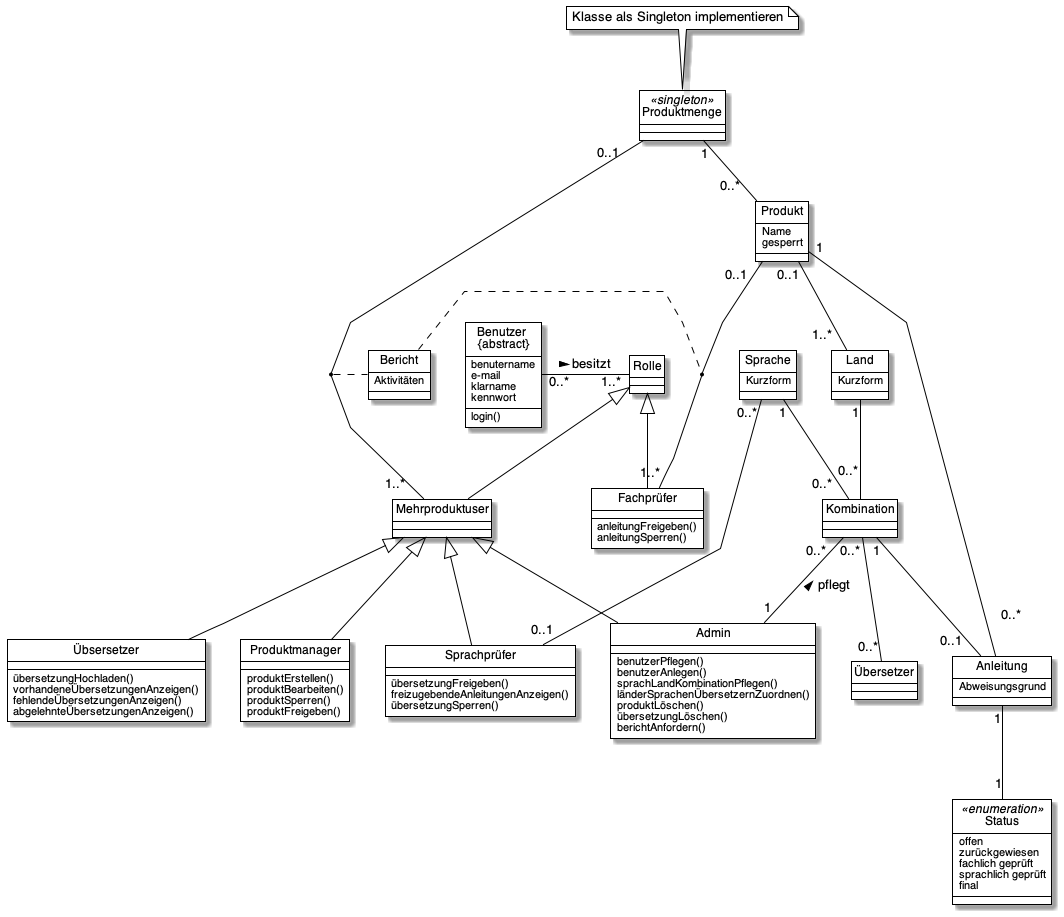 Klasse als Singleton implementieren
«singleton»
Produktmenge
0..1
1
0..*
Produkt
Name
gesperrt
1
0..1
0..1
1..*
Benutzer
{abstract}
benutername
e-mail
klarname
kennwort
login()
► besitzt
0..*
1..*
Rolle
Bericht
Aktivitäten
Sprache
Kurzform
0..*
1
Land
Kurzform
1
0..*
0..*
1..*
1..*
Mehrproduktuser
Fachprüfer
anleitungFreigeben()
anleitungSperren()
Kombination
0..*
0..*
1
pflegt
1
0..1
0..*
0..1
0..*
Übsersetzer
übersetzungHochladen()
vorhandeneÜbersetzungenAnzeigen()
fehlendeÜbersetzungen()
abgelehnteÜbersetzungenAnzeigen()
Produktmanager
produktErstellen()
produktBearbeiten()
produktSperren()
produktFreigeben()
Sprachprüfer
übersetzungFreigeben()
freizugebendeAnleitungenAnzeigen()
übersetzungSperren()
Admin
benutzerPflegen()
benutzerAnlegen()
sprachLandKombinationPflegen()
länderSprachenÜbersetzernZuordnen()
produktLöschen()
übersetzungLöschen()
berichtAnfordern()
Übersetzer
Anleitung
Abweisungsgrund
1
1
«enumeration»
Status
offen
zurückgewiesen
fachlich geprüft
sprachlich geprüft
final